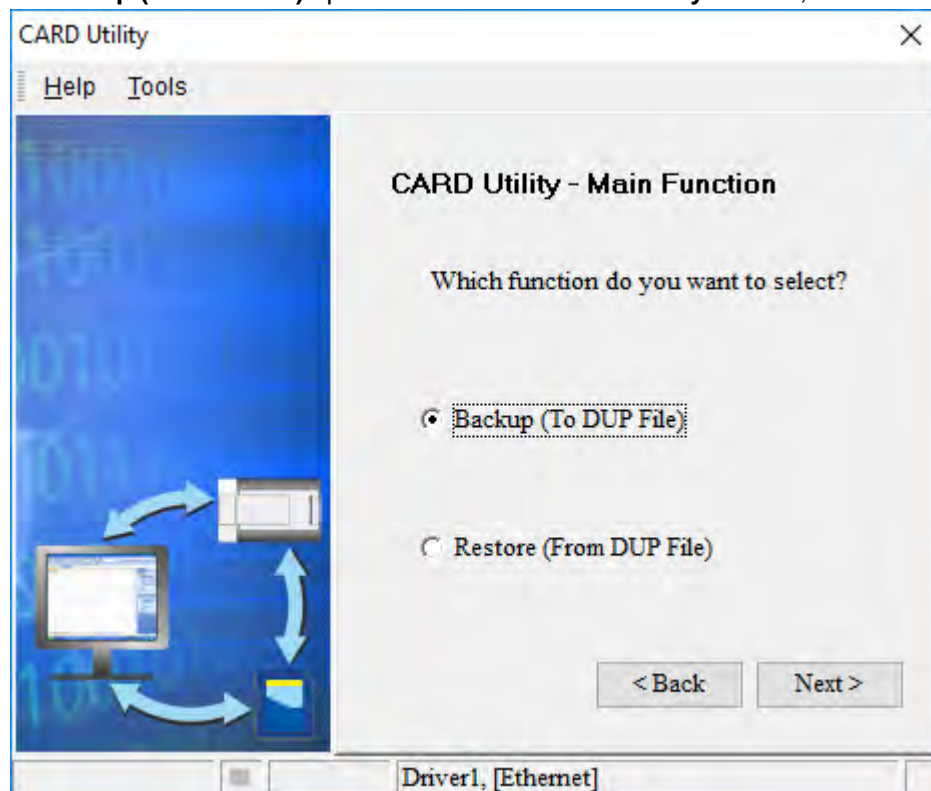 CARD Utility
Help Tools
CARD Utility - Main Function
Which function do you want to select?
Backup (To DUP File)
Restore (From DUP File)
< Back Next >
Driver1, [Ethernet]